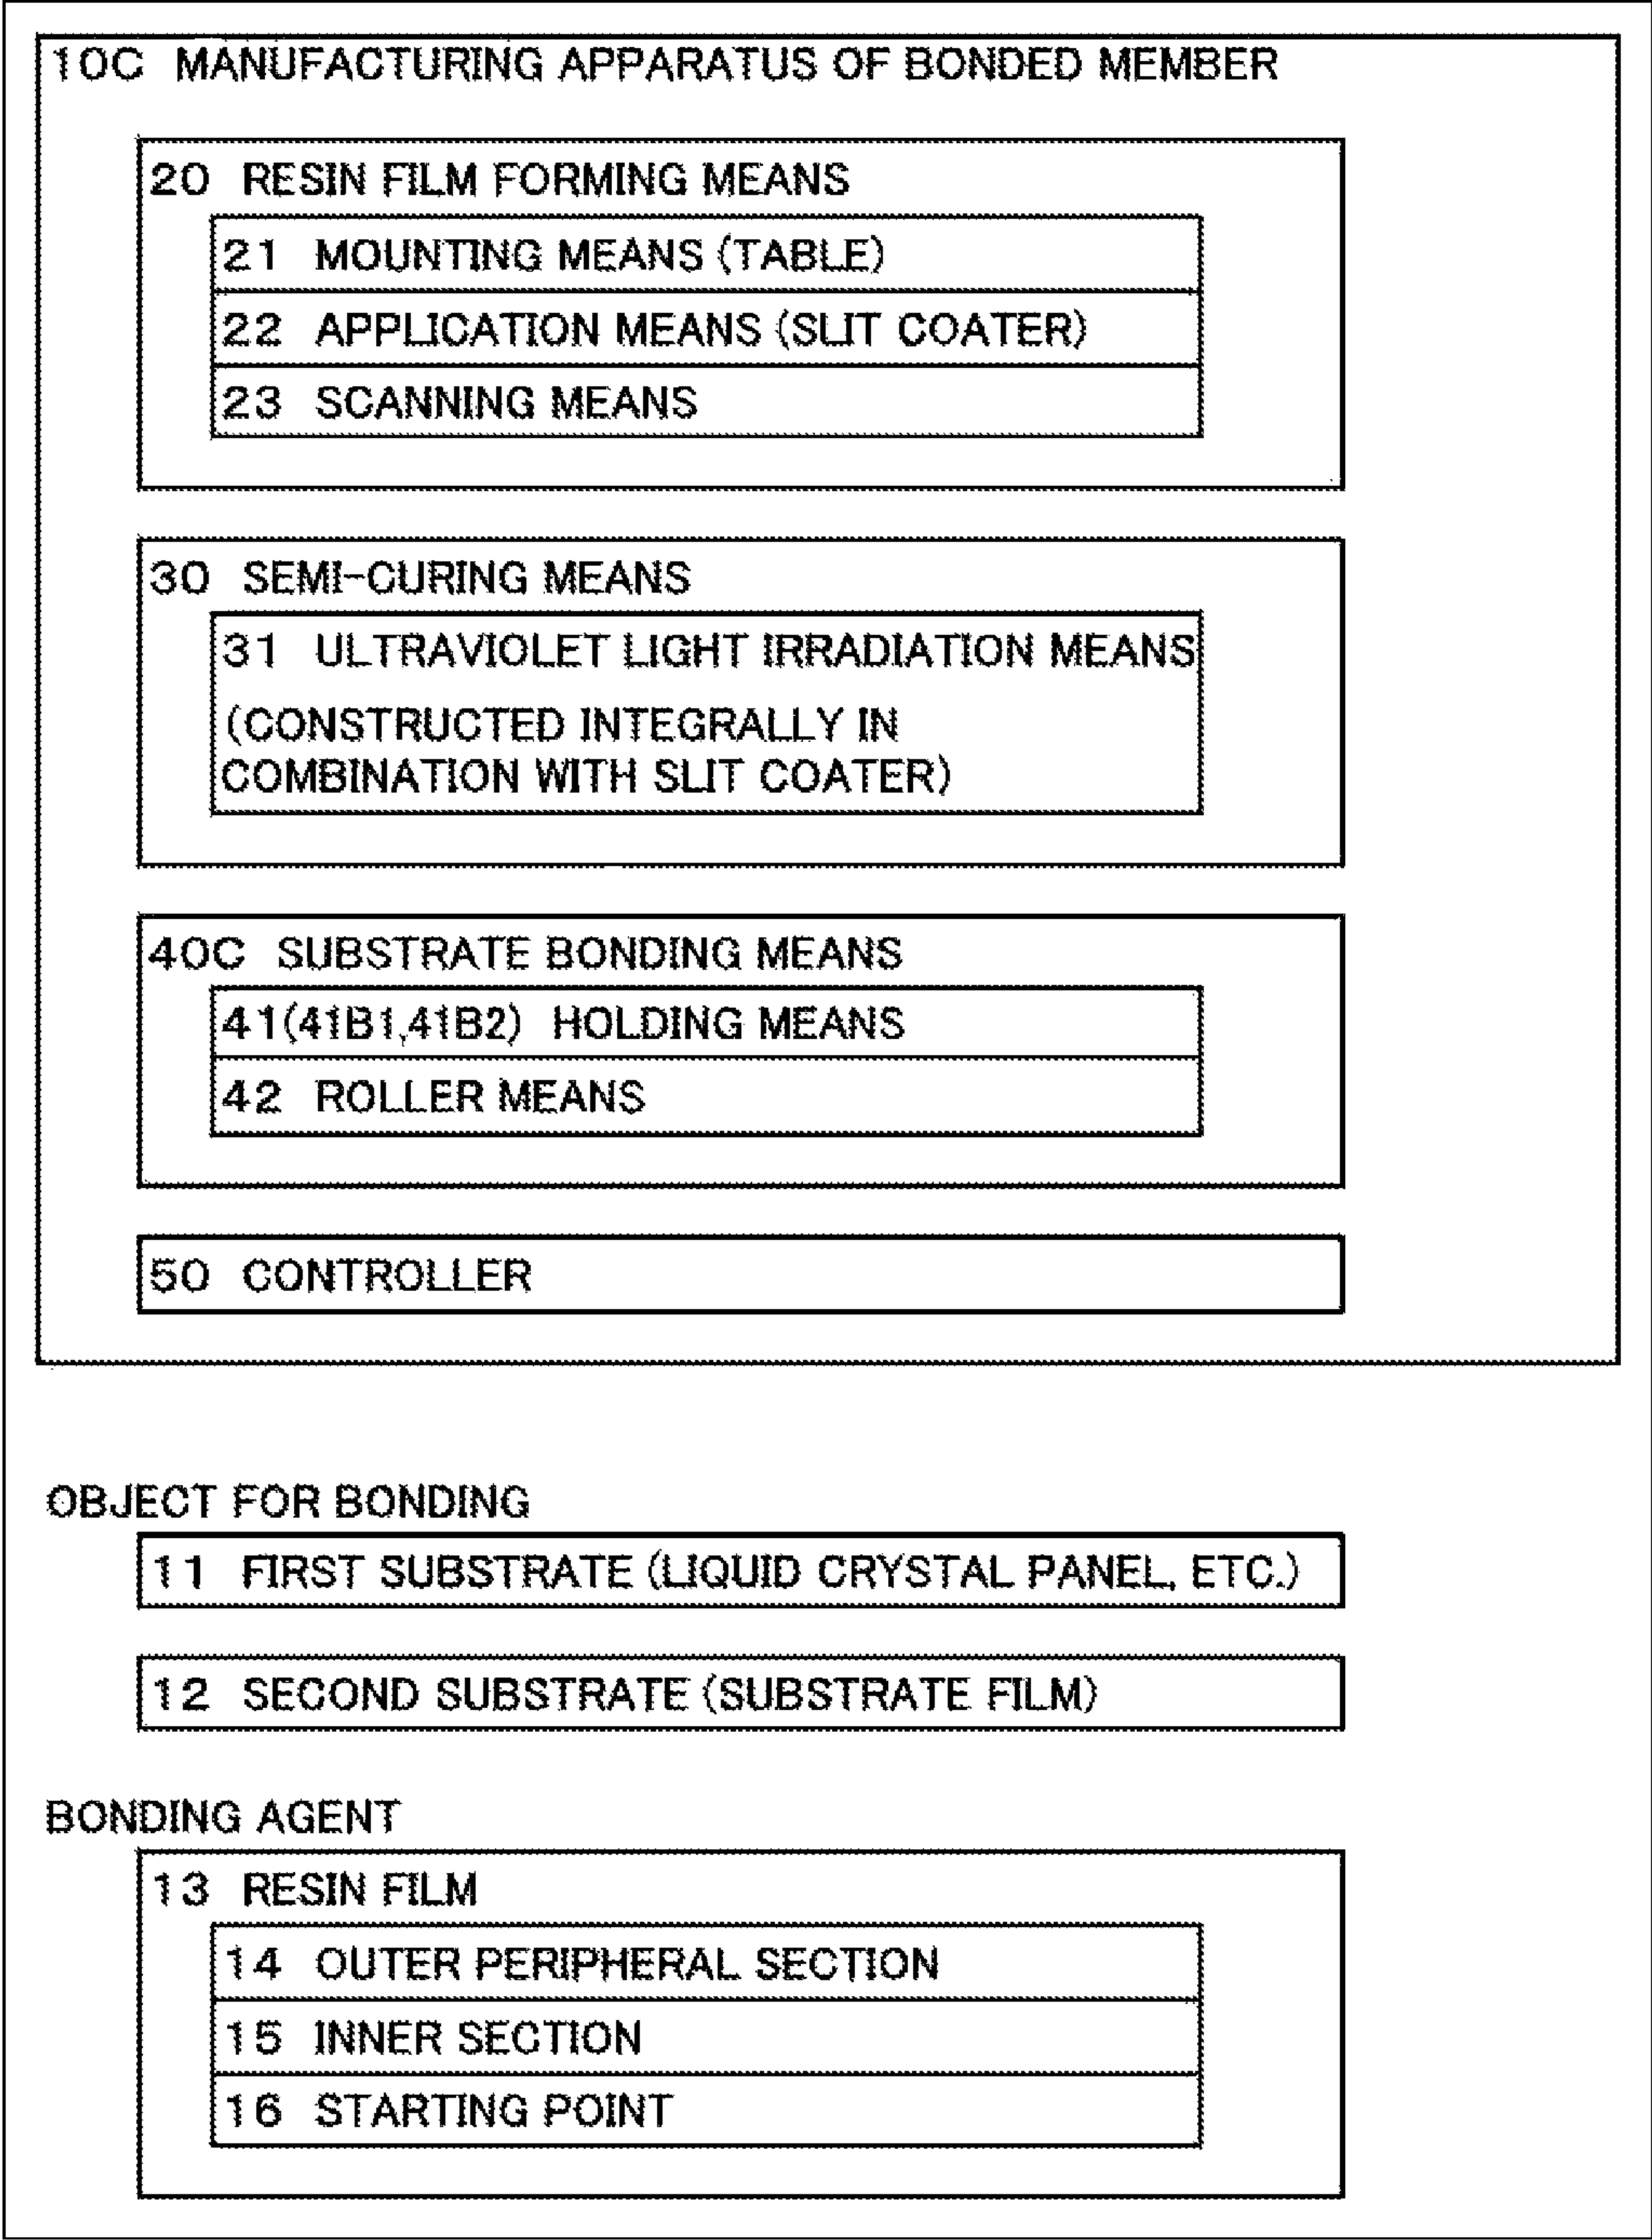 10C MANUFACTURING APPARATUS OF BONDED MEMBER
20 RESIN FILM FORMING MEANS
21 MOUNTING MEANS (TABLE)
22 APPLICATION MEANS (SLIT COATER)
23 SCANNING MEANS
30 SEMI-CURING MEANS
31 ULTRAVIOLET LIGHT IRRADIATION MEANS
(CONSTRUCTED INTEGRALLY IN
COMBINATION WITH SLIT COATER)
40C SUBSTRATE BONDING MEANS
41(41B1,41B2) HOLDING MEANS
42 ROLLER MEANS
50 CONTROLLER
OBJECT FOR BONDING
11 FIRST SUBSTRATE (LIQUID CRYSTAL PANEL, ETC.)
12 SECOND SUBSTRATE (SUBSTRATE FILM)
BONDING AGENT
13 RESIN FILM
14 OUTER PERIPHERAL SECTION
15 INNER SECTION
16 STARTING POINT